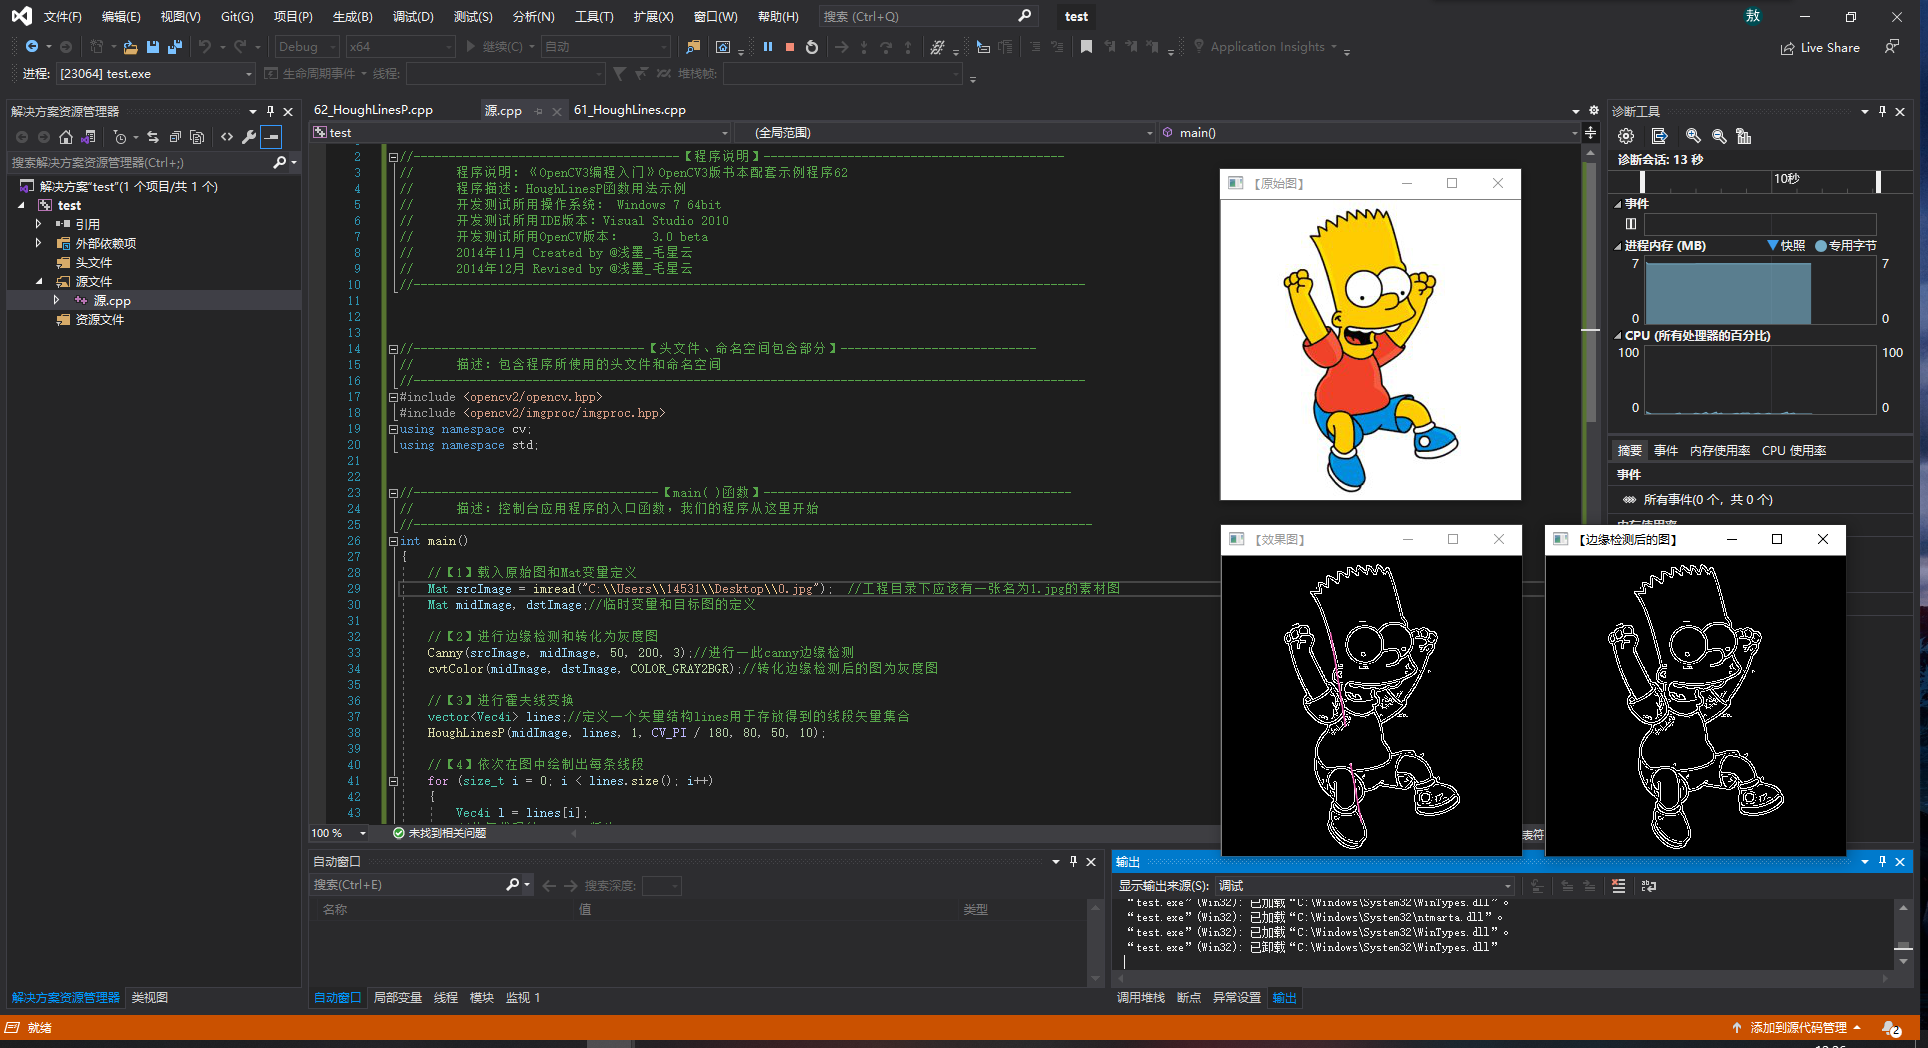 文件(F) 编辑(E) 视图(V) Git(G) 项目(P) 生成(B) 调试(D) 测试(S) 分析(N) 工具(T) 扩展(X) 窗口(W) 帮助(H) 搜索 (Ctrl+Q) test 敖
Debug x64 继续(C) 自动 Application Insights Live Share
进程: [23064] test.exe 生命周期事件 线程: 堆栈帧:
解决方案资源管理器
搜索解决方案资源管理器(Ctrl+;)
解决方案"test"(1 个项目/共 1 个)
test
引用
外部依赖项
头文件
源文件
源.cpp
资源文件
解决方案资源管理器 类视图
62_HoughLinesP.cpp 源.cpp 61_HoughLines.cpp
test (全局范围) main()
2 //--------------------------------------【程序说明】-------------------------------------------
3 // 程序说明：《OpenCV3编程入门》OpenCV3版书本配套示例程序62
4 // 程序描述：HoughLinesP函数用法示例
5 // 开发测试所用操作系统： Windows 7 64bit
6 // 开发测试所用IDE版本：Visual Studio 2010
7 // 开发测试所用OpenCV版本： 3.0 beta
8 // 2014年11月 Created by @浅墨_毛星云
9 // 2014年12月 Revised by @浅墨_毛星云
10 //------------------------------------------------------------------------------------------------
11
12
13
14 //---------------------------------【头文件、命名空间包含部分】----------------------------
15 // 描述：包含程序所使用的头文件和命名空间
16 //------------------------------------------------------------------------------------------------
17 #include <opencv2/opencv.hpp>
18 #include <opencv2/imgproc/imgproc.hpp>
19 using namespace cv;
20 using namespace std;
21
22
23 //-----------------------------------【main( )函数】--------------------------------------------
24 // 描述：控制台应用程序的入口函数，我们的程序从这里开始
25 //-------------------------------------------------------------------------------------------------
26 int main()
27 {
28 //【1】载入原始图和Mat变量定义
29 Mat srcImage = imread("C:\\Users\\14531\\Desktop\\0.jpg"); //工程目录下应该有一张名为1.jpg的素材图
30 Mat midImage, dstImage;//临时变量和目标图的定义
31
32 //【2】进行边缘检测和转化为灰度图
33 Canny(srcImage, midImage, 50, 200, 3);//进行一此canny边缘检测
34 cvtColor(midImage, dstImage, COLOR_GRAY2BGR);//转化边缘检测后的图为灰度图
35
36 //【3】进行霍夫线变换
37 vector<Vec4i> lines;//定义一个矢量结构lines用于存放得到的线段矢量集合
38 HoughLinesP(midImage, lines, 1, CV_PI / 180, 80, 50, 10);
39
40 //【4】依次在图中绘制出每条线段
41 for (size_t i = 0; i < lines.size(); i++)
42 {
43 Vec4i l = lines[i];
100 % 未找到相关问题
表符
【原始图】
【效果图】
【边缘检测后的图】
诊断工具
诊断会话: 13 秒
10秒
事件
进程内存 (MB) 快照 专用字节
7 7
0 0
CPU (所有处理器的百分比)
100 100
0 0
摘要 事件 内存使用率 CPU 使用率
事件
所有事件(0 个，共 0 个)
自动窗口
搜索(Ctrl+E) 搜索深度:
名称 值 类型
自动窗口 局部变量 线程 模块 监视 1
输出
显示输出来源(S): 调试
“test.exe”(Win32): 已加载“C:\Windows\System32\WinTypes.dll”。
“test.exe”(Win32): 已加载“C:\Windows\System32\ntmarta.dll”。
“test.exe”(Win32): 已加载“C:\Windows\System32\WinTypes.dll”。
“test.exe”(Win32): 已卸载“C:\Windows\System32\WinTypes.dll”
调用堆栈 断点 异常设置 输出
就绪 添加到源代码管理 2